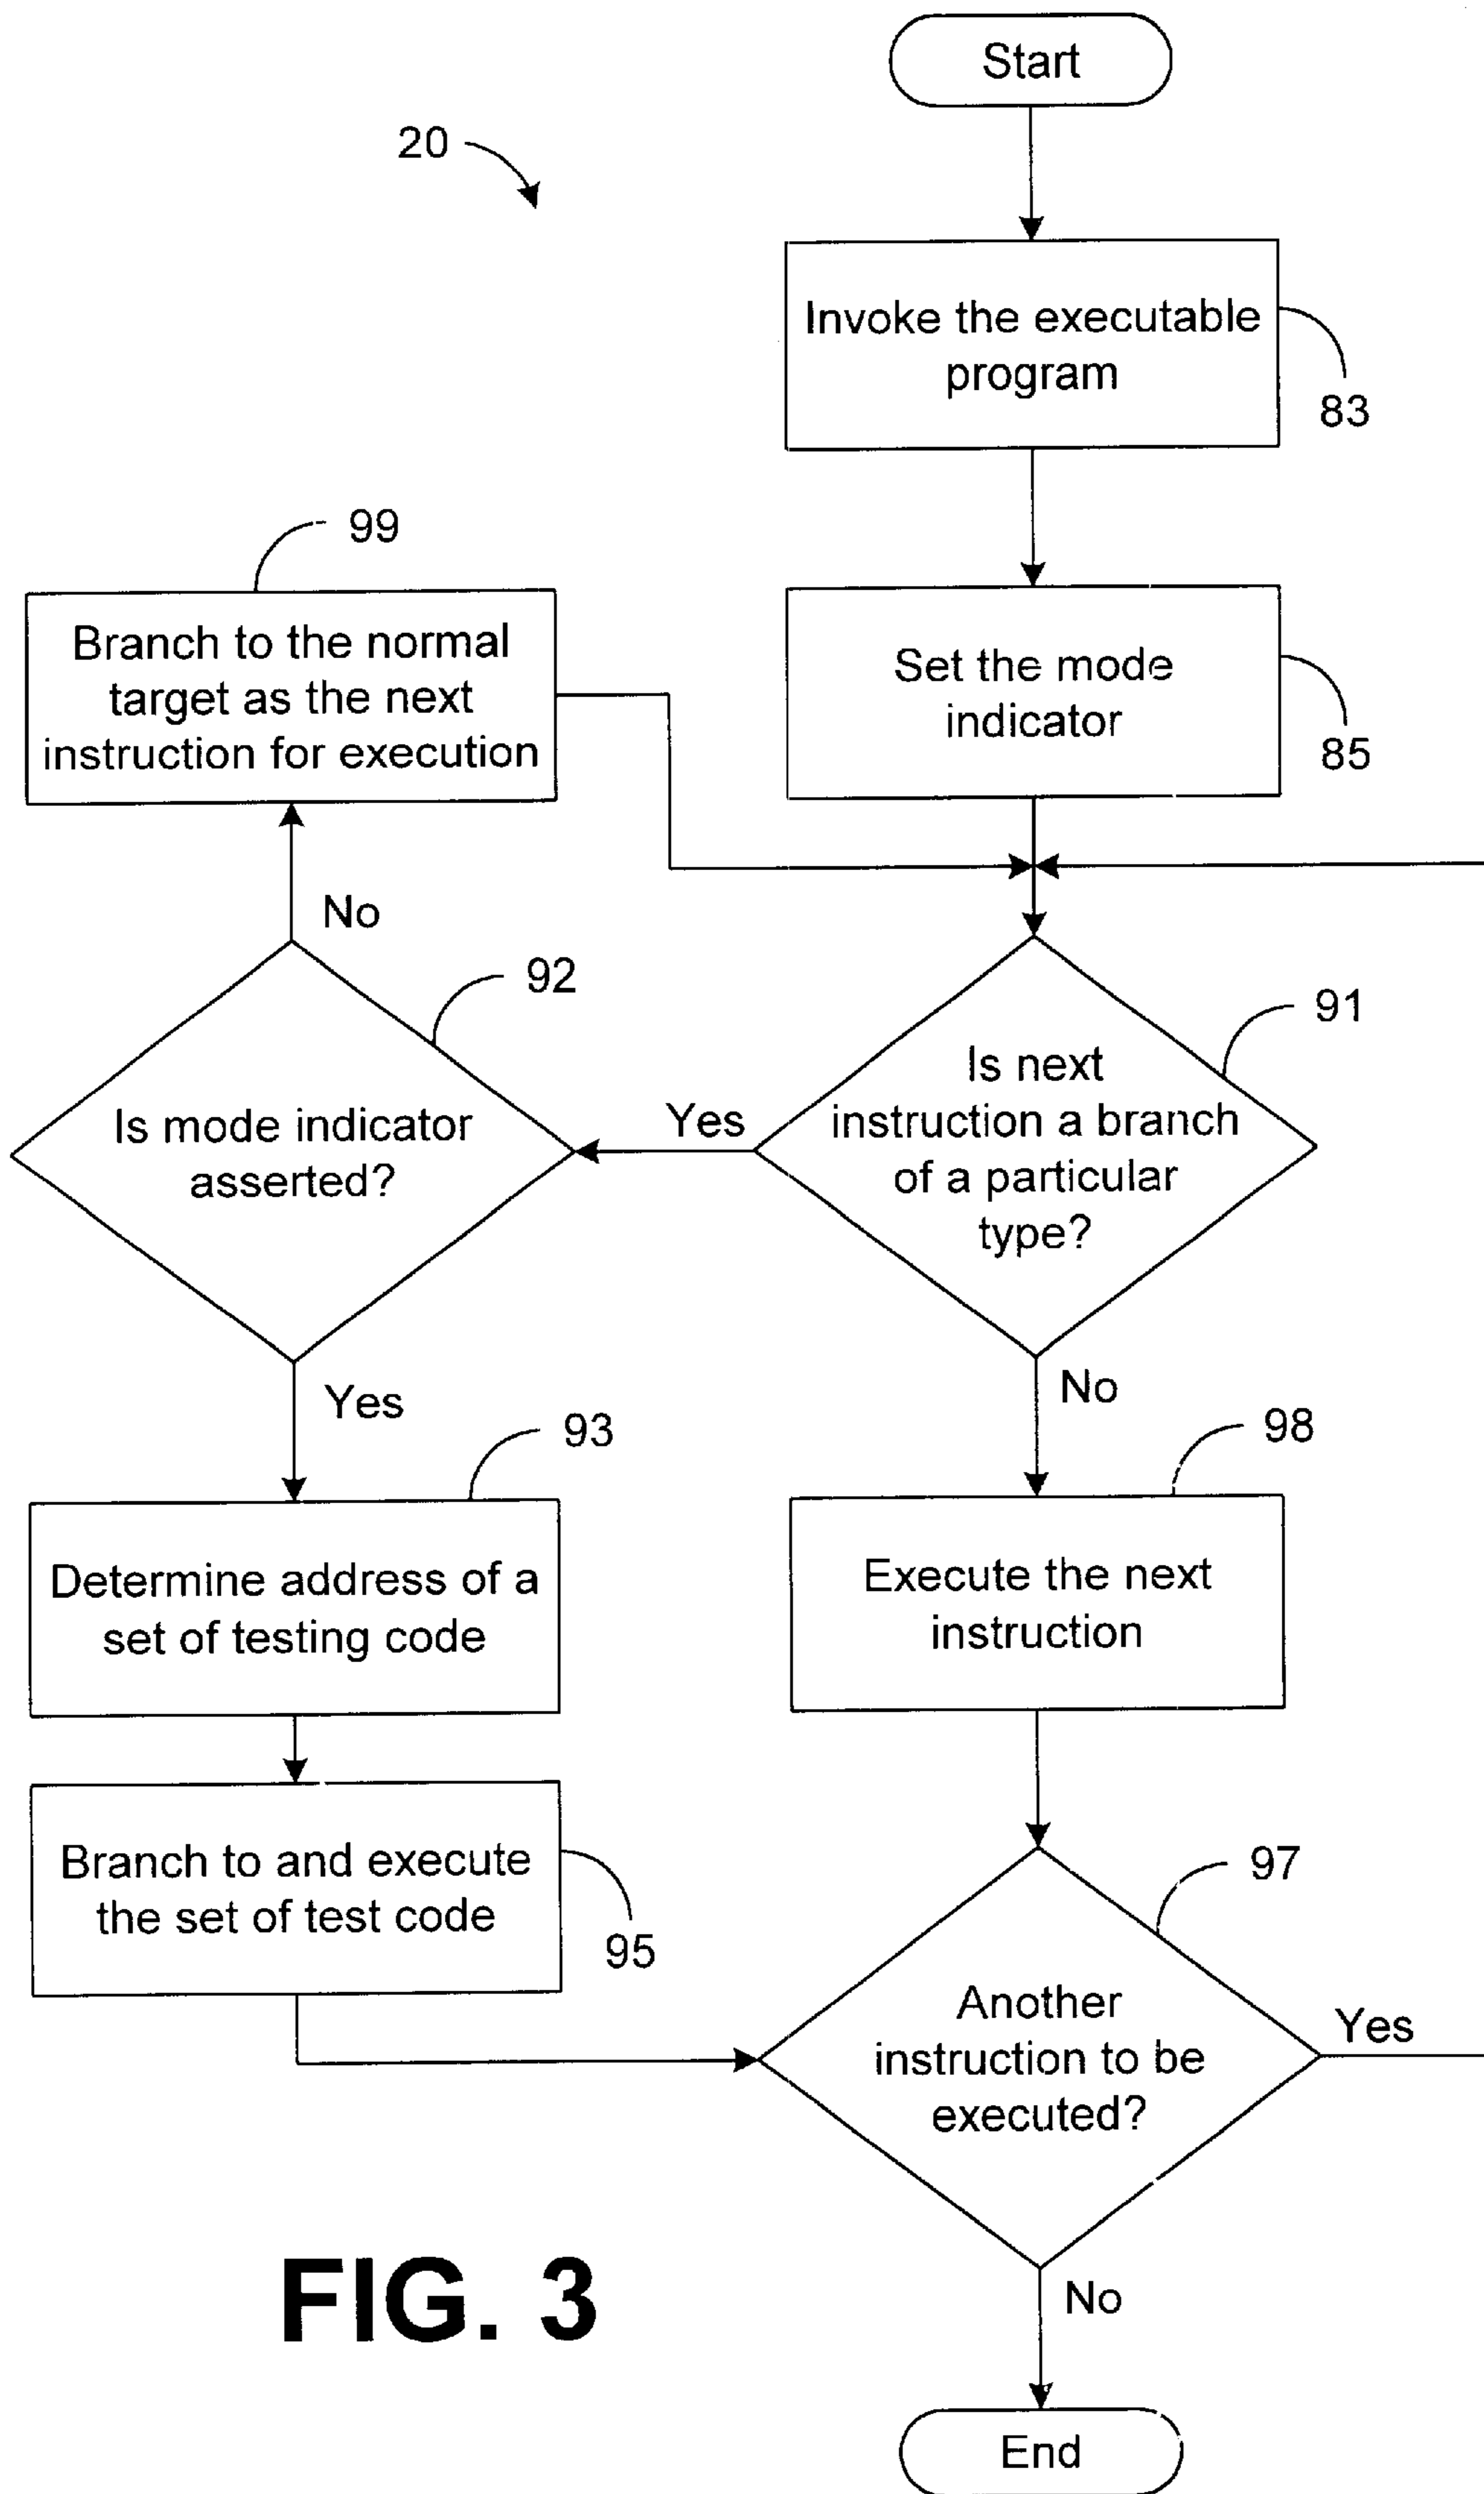 Start
20
Invoke the executable
program
83
99
Branch to the normal
target as the next
instruction for execution
Set the mode
indicator
85
No
92
91
Is mode indicator
asserted?
Yes
Is next
instruction a branch
of a particular
type?
Yes
No
93
98
Determine address of a
set of testing code
Execute the next
instruction
Branch to and execute
the set of test code
95
97
Another
instruction to be
executed?
Yes
FIG. 3
No
End